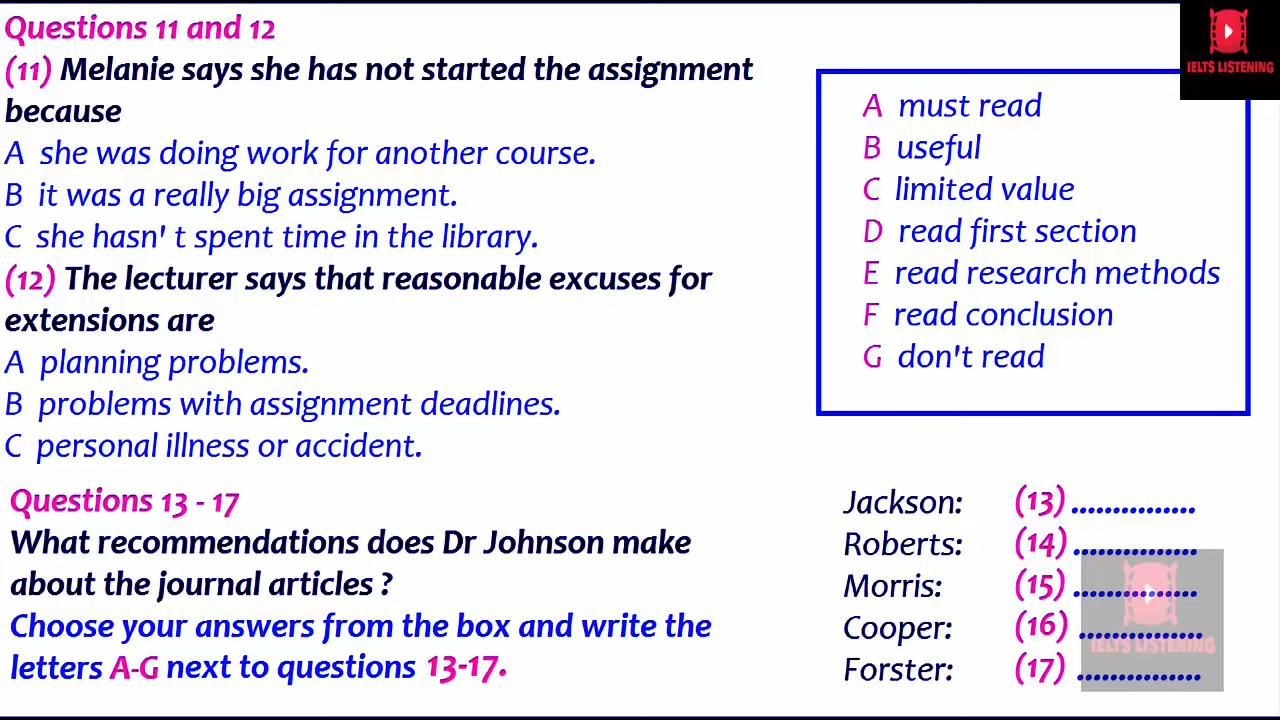 Questions 11 and 12
(11) Melanie says she has not started the assignment
because
A she was doing work for another course.
B it was a really big assignment.
C she hasn' t spent time in the library.
(12) The lecturer says that reasonable excuses for
extensions are
A planning problems.
B problems with assignment deadlines.
C personal illness or accident.
Questions 13 - 17
What recommendations does Dr Johnson make
about the journal articles ?
Choose your answers from the box and write the
letters A-G next to questions 13-17.
IELTS LISTENING
A must read
B useful
C limited value
D read first section
E read research methods
F read conclusion
G don't read
Jackson: (13) ...............
Roberts: (14) ...............
Morris: (15) ...............
Cooper: (16) ...............
Forster: (17) ...............
IELTS LISTENING